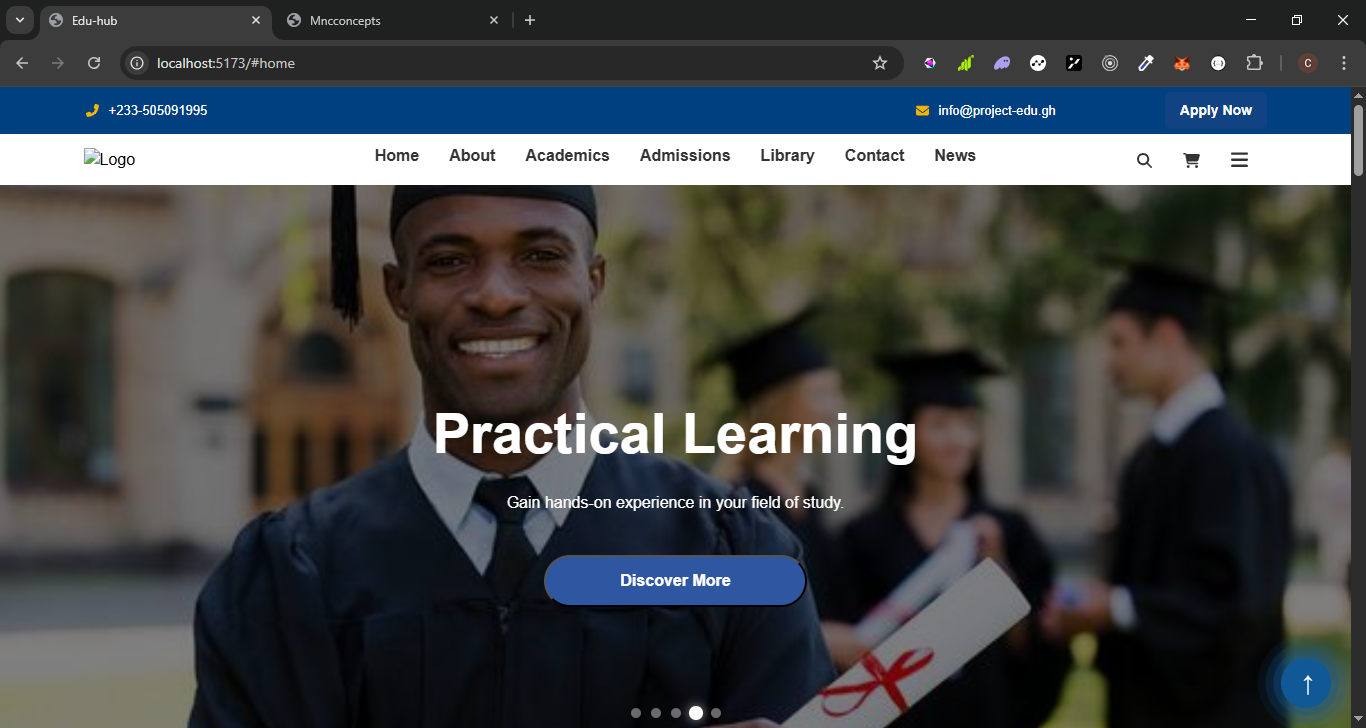 Edu-hub
Mncconcepts
localhost:5173/#home
C
+233-505091995
info@project-edu.gh
Apply Now
Logo
Home About Academics Admissions Library Contact News
Practical Learning
Gain hands-on experience in your field of study.
Discover More
↑